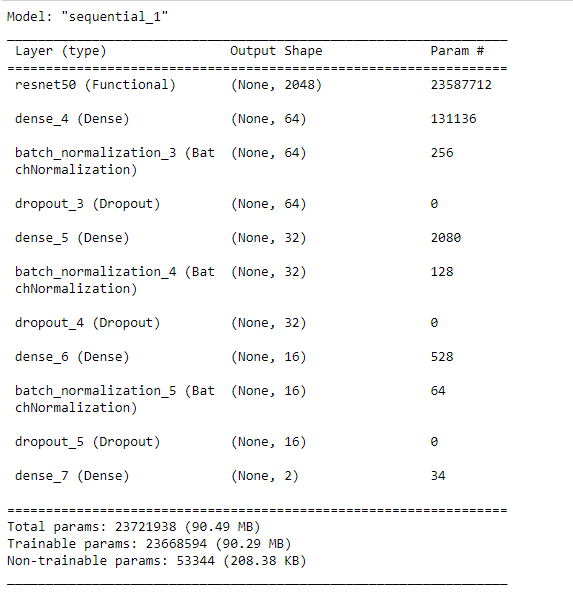 Model: "sequential_1"
_________________________________________________________________
Layer (type)                Output Shape              Param #
=================================================================
resnet50 (Functional)       (None, 2048)              23587712
dense_4 (Dense)             (None, 64)                131136
batch_normalization_3 (Bat  (None, 64)                256
chNormalization)
dropout_3 (Dropout)         (None, 64)                0
dense_5 (Dense)             (None, 32)                2080
batch_normalization_4 (Bat  (None, 32)                128
chNormalization)
dropout_4 (Dropout)         (None, 32)                0
dense_6 (Dense)             (None, 16)                528
batch_normalization_5 (Bat  (None, 16)                64
chNormalization)
dropout_5 (Dropout)         (None, 16)                0
dense_7 (Dense)             (None, 2)                 34
=================================================================
Total params: 23721938 (90.49 MB)
Trainable params: 23668594 (90.29 MB)
Non-trainable params: 53344 (208.38 KB)
_________________________________________________________________